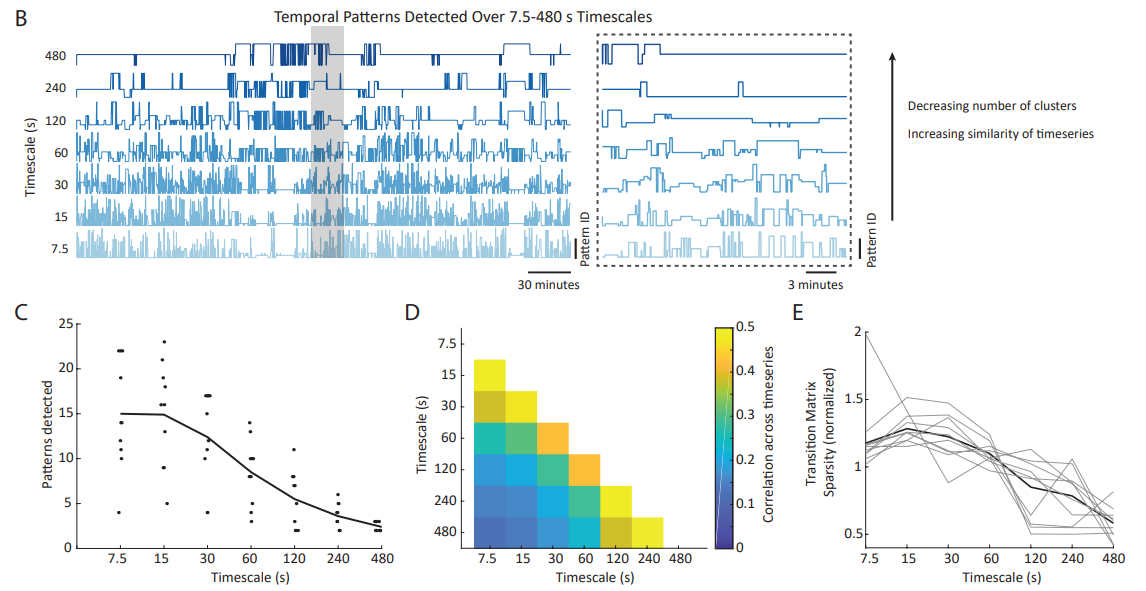 B
Temporal Patterns Detected Over 7.5-480 s Timescales
Timescale (s)
480
240
120
60
30
15
7.5
Pattern ID
30 minutes
Pattern ID
3 minutes
Decreasing number of clusters
Increasing similarity of timeseries
C
Patterns detected
25
20
15
10
5
0
7.5 15 30 60 120 240 480
Timescale (s)
D
Timescale (s)
7.5
15
30
60
120
240
480
7.5 15 30 60 120 240 480
Timescale (s)
0.5
0.4
0.3
0.2
0.1
0
Correlation across timeseries
E
Transition Matrix
Sparsity (normalized)
2
1.5
1
0.5
7.5 15 30 60 120 240 480
Timescale (s)